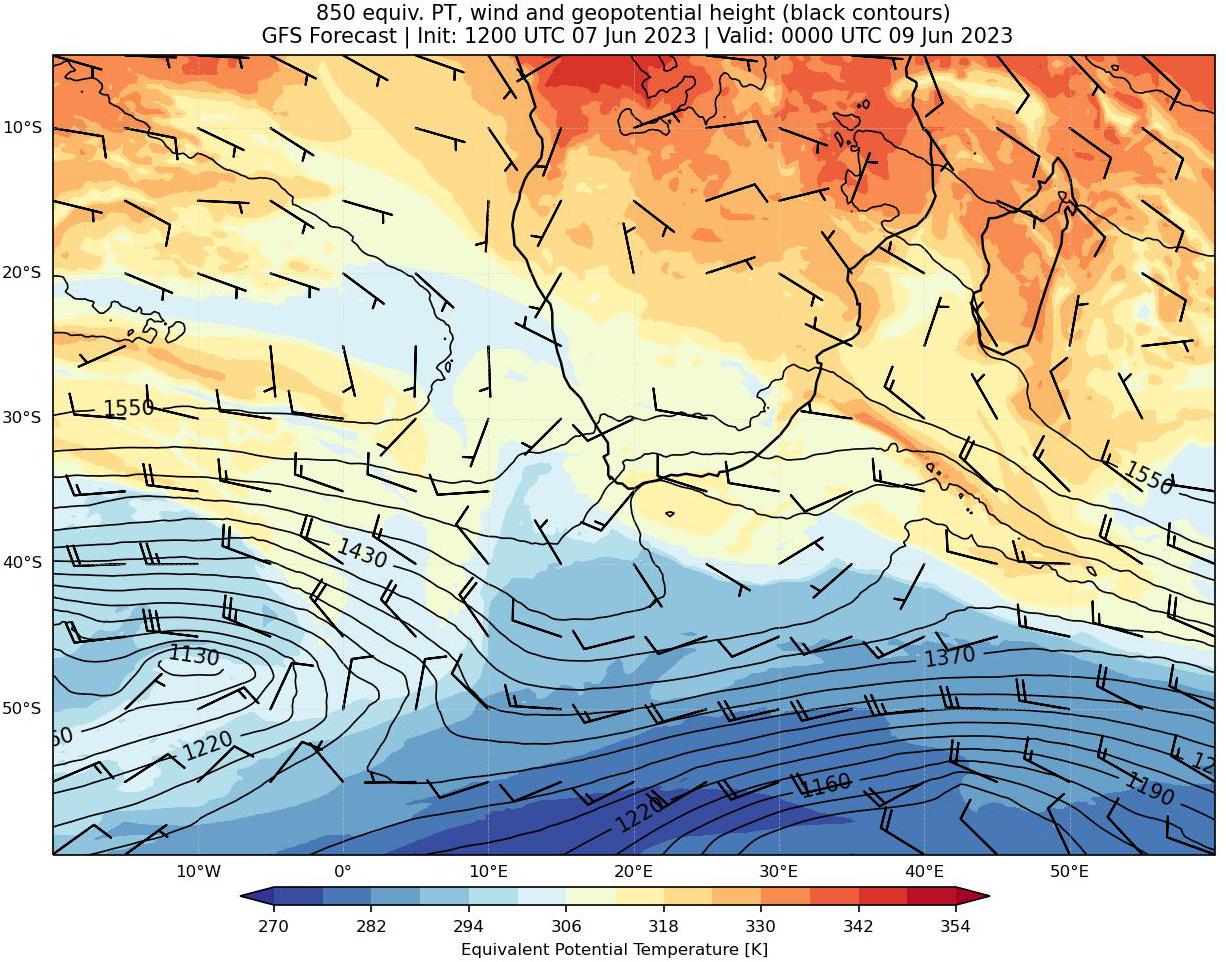 850 equiv. PT, wind and geopotential height (black contours)
GFS Forecast | Init: 1200 UTC 07 Jun 2023 | Valid: 0000 UTC 09 Jun 2023
10°S
20°S
1550
30°S
1550
1430
40°S
1130
1370
50°S
60
1220
12
1160
1190
1220
10°W
0°
10°E
20°E
30°E
40°E
50°E
270
282
294
306
318
330
342
354
Equivalent Potential Temperature [K]